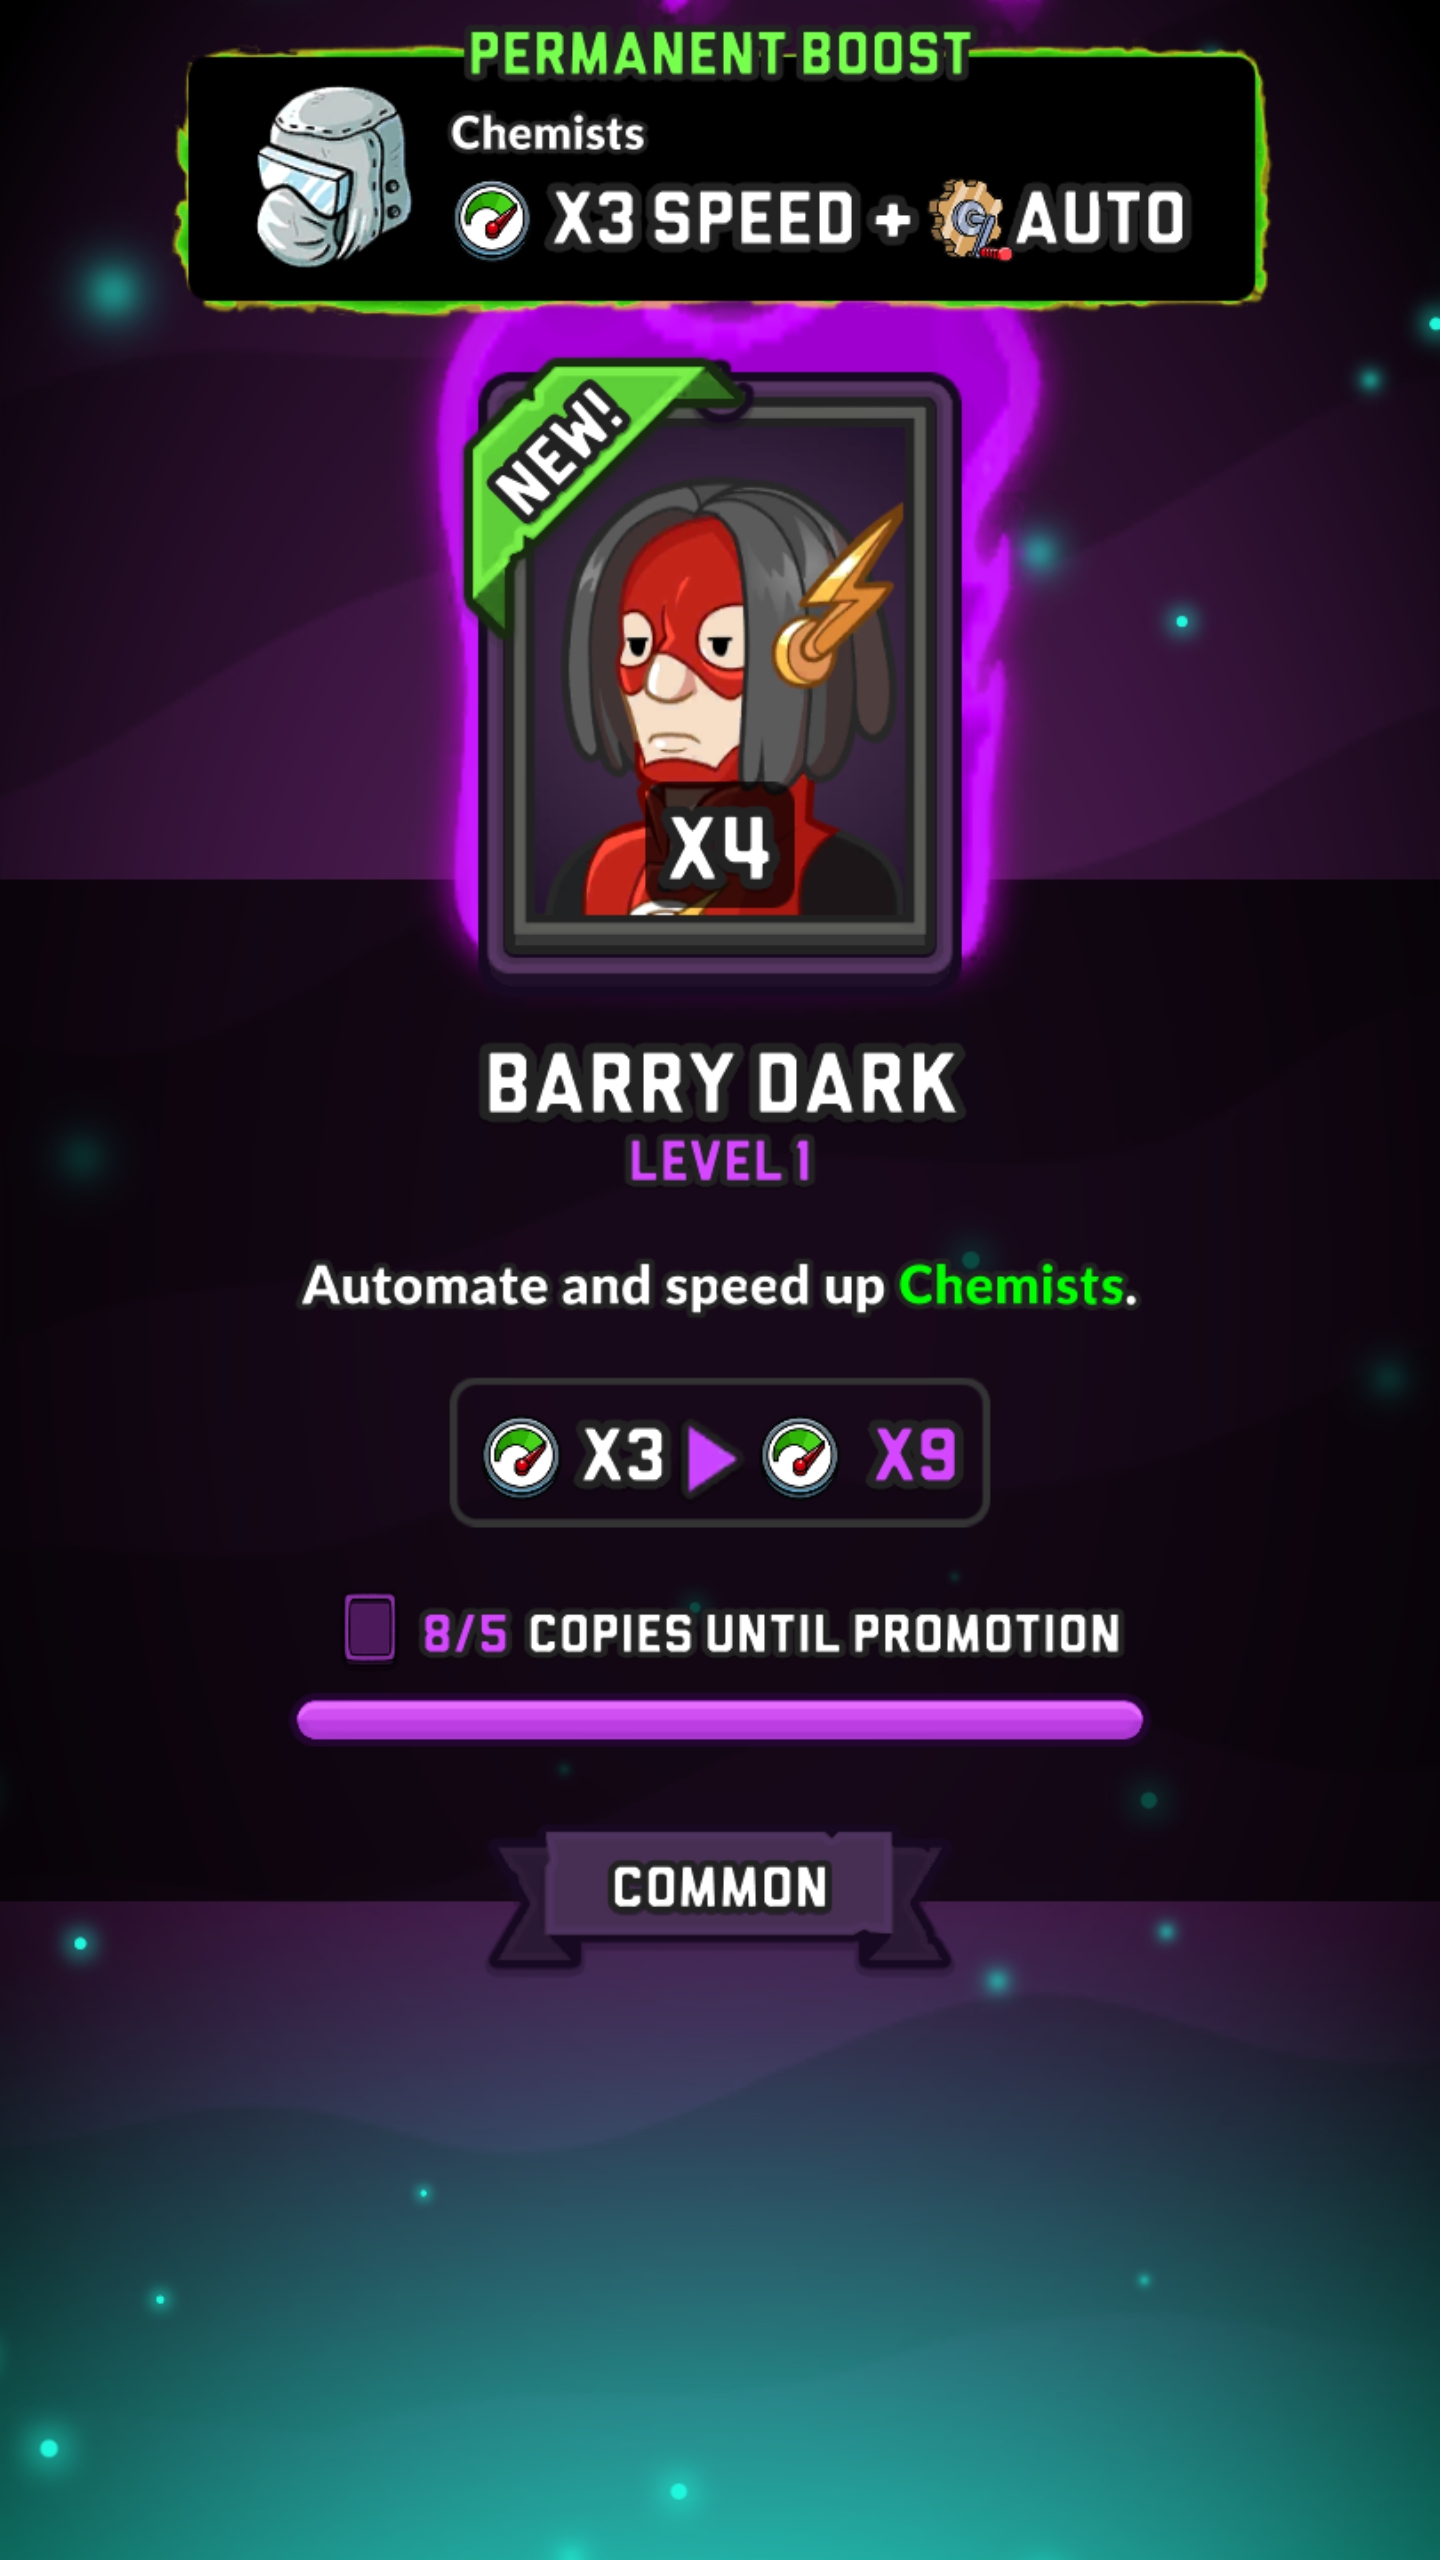 PERMANENT BOOST
Chemists
X3 SPEED + AUTO
NEW!
X4
BARRY DARK
LEVEL 1
Automate and speed up Chemists.
X3 X9
8/5 COPIES UNTIL PROMOTION
COMMON